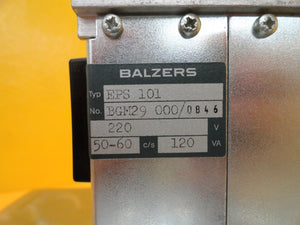 BALZERS
Typ EPS 101
No. BGM29 000/0846
220 V
50-60 c/s 120 VA